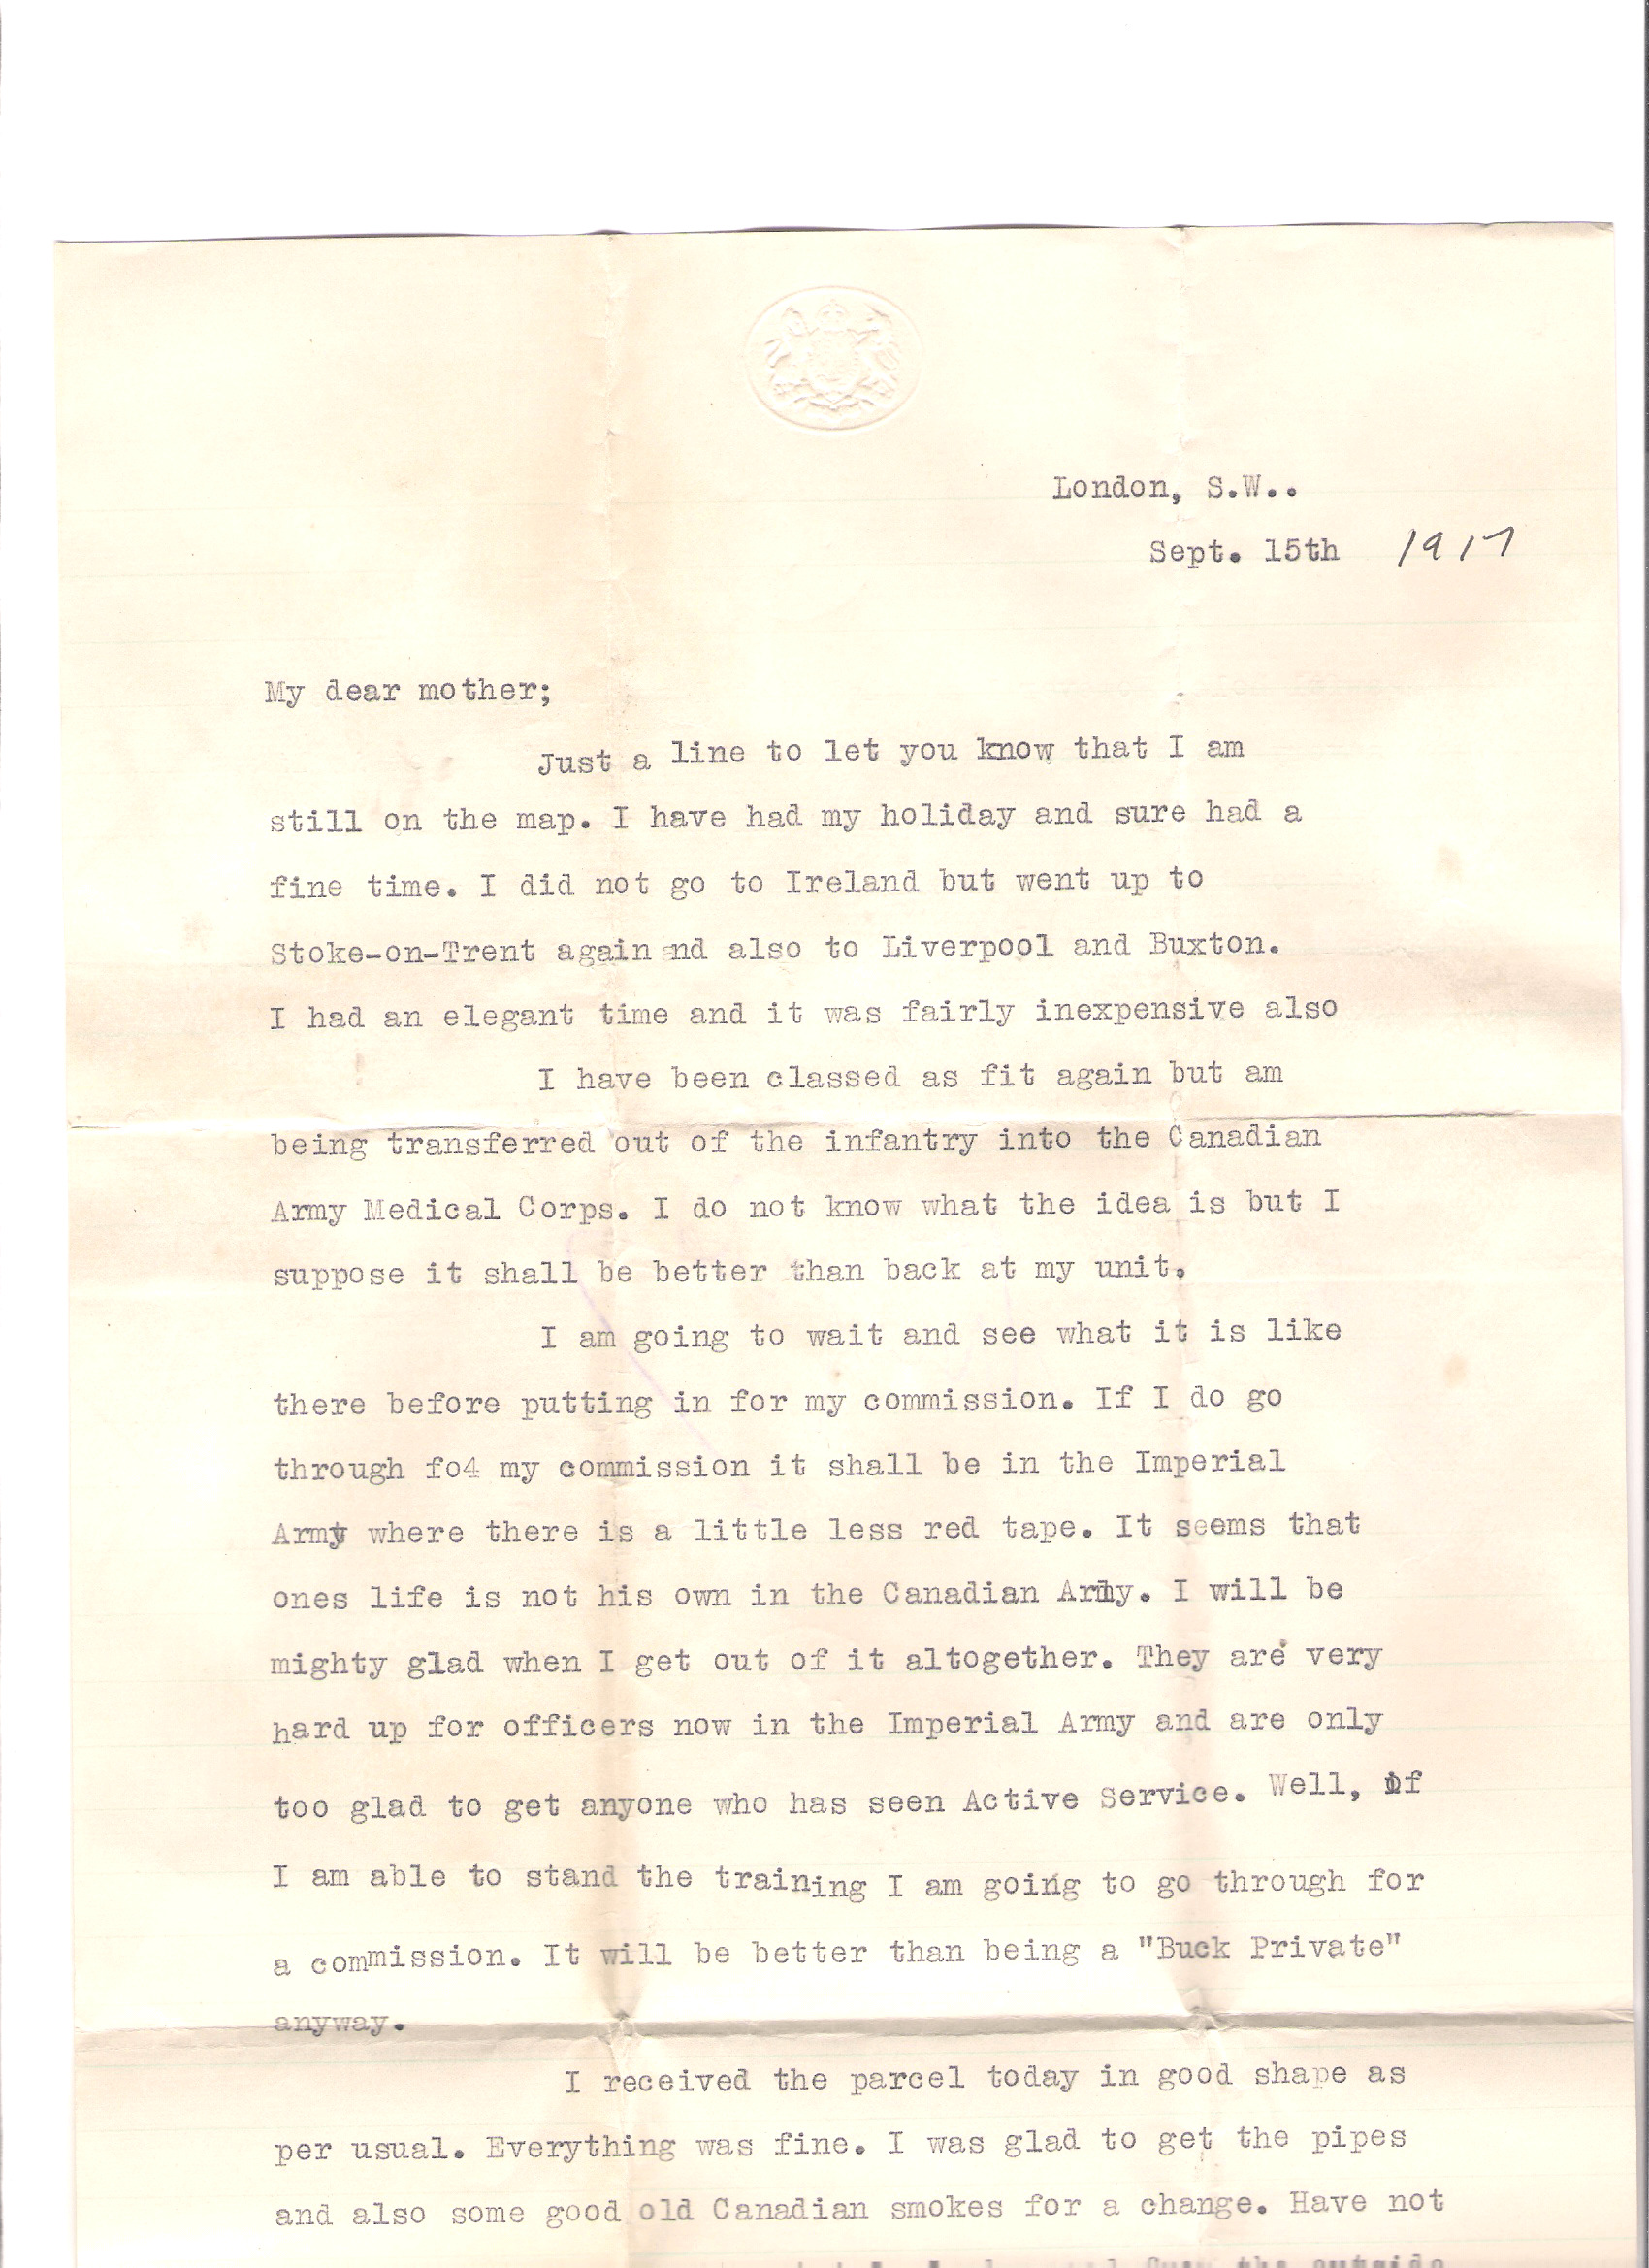 London, S.W..
Sept. 15th 1917
My dear mother;
Just a line to let you know that I am
still on the map. I have had my holiday and sure had a
fine time. I did not go to Ireland but went up to
Stoke-on-Trent again nd also to Liverpool and Buxton.
I had an elegant time and it was fairly inexpensive also
I have been classed as fit again but am
being transferred out of the infantry into the Canadian
Army Medical Corps. I do not know what the idea is but I
suppose it shall be better than back at my unit.
I am going to wait and see what it is like
there before putting in for my commission. If I do go
through fo4 my commission it shall be in the Imperial
Army where there is a little less red tape. It seems that
ones life is not his own in the Canadian Army. I will be
mighty glad when I get out of it altogether. They are very
hard up for officers now in the Imperial Army and are only
too glad to get anyone who has seen Active Service. Well, if
I am able to stand the training I am going to go through for
a commission. It will be better than being a "Buck Private"
anyway.
I received the parcel today in good shape as
per usual. Everything was fine. I was glad to get the pipes
and also some good old Canadian smokes for a change. Have not
the outside